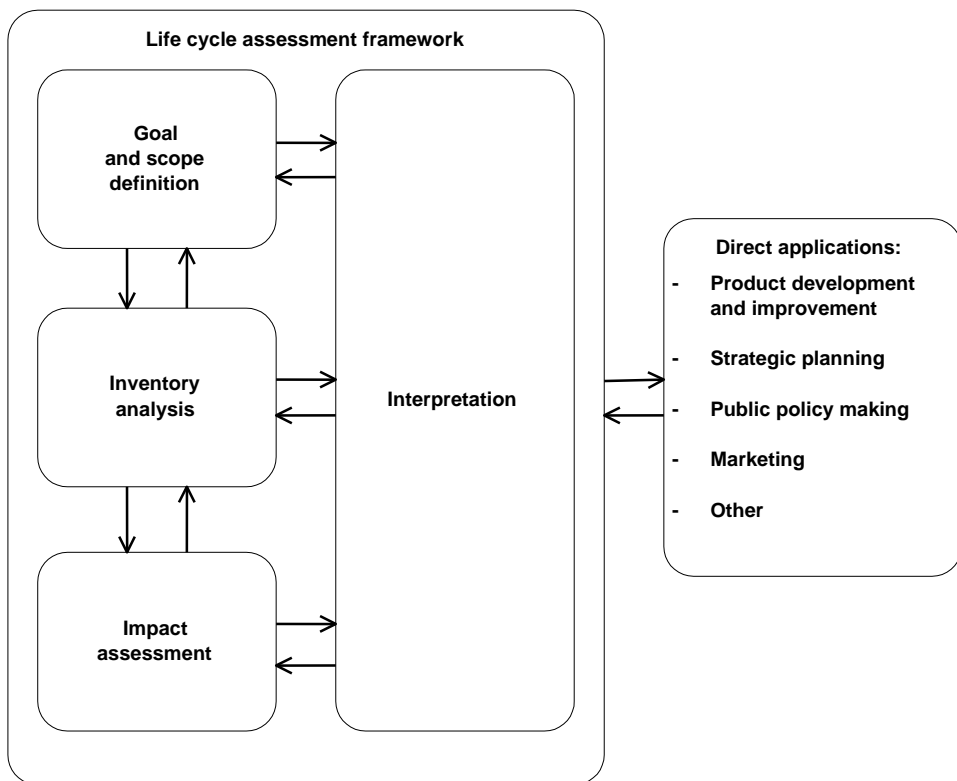 Life cycle assessment framework
Goal
and scope
definition
Inventory
analysis
Impact
assessment
Interpretation
Direct applications:
- Product development
and improvement
- Strategic planning
- Public policy making
- Marketing
- Other